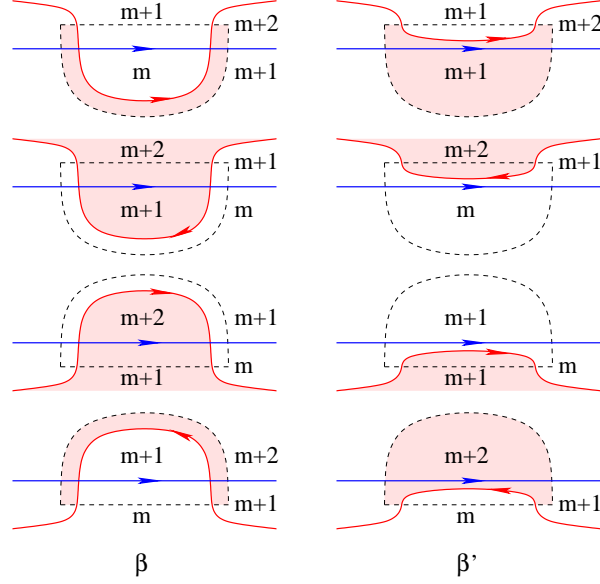 m+1 m+2 m+1 m+2
m m+1 m+1
m+2 m+1 m+2 m+1
m+1 m m
m+2 m+1 m+1
m+1 m m+1 m
m+1 m+2 m+2
m m+1 m m+1
β β’